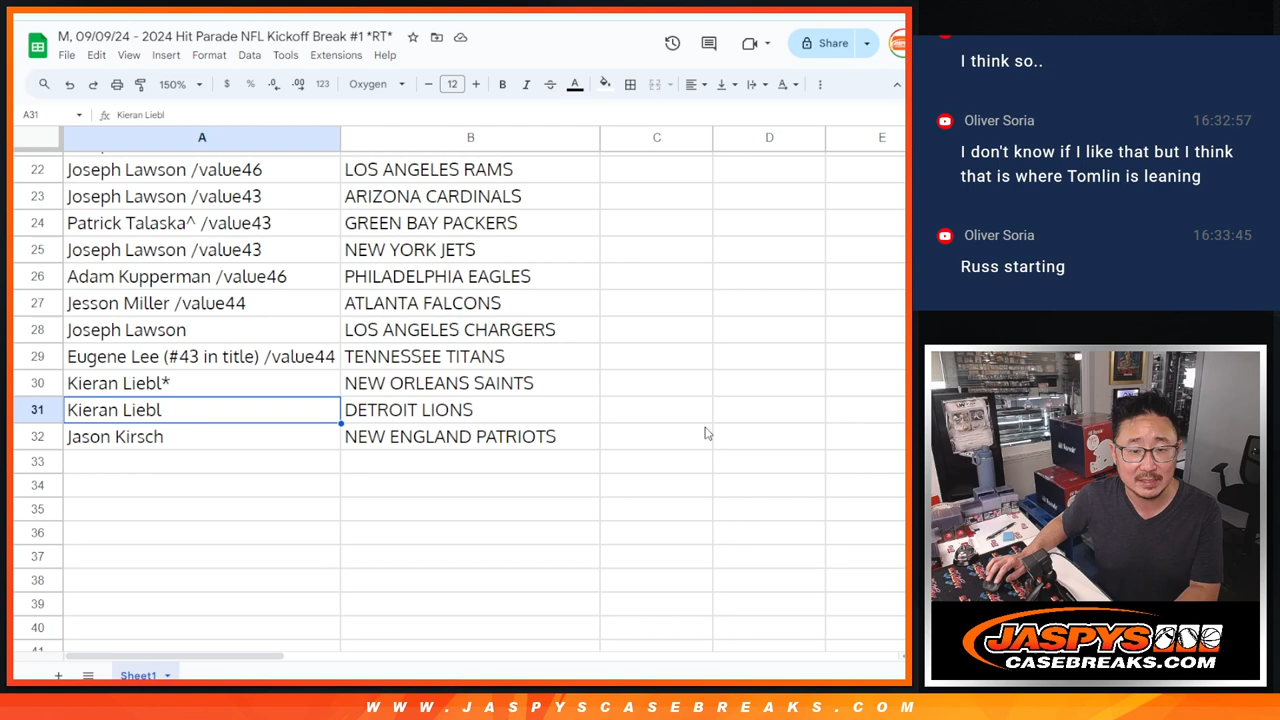 M, 09/09/24 - 2024 Hit Parade NFL Kickoff Break #1 *RT*
Share
File Edit View Insert Format Data Tools Extensions Help
150% $ % .0 .00 123 Oxygen 12 B I S A
A31 fx Kieran Liebl
A B C D E
22 Joseph Lawson /value46 LOS ANGELES RAMS
23 Joseph Lawson /value43 ARIZONA CARDINALS
24 Patrick Talaska^ /value43 GREEN BAY PACKERS
25 Joseph Lawson /value43 NEW YORK JETS
26 Adam Kupperman /value46 PHILADELPHIA EAGLES
27 Jesson Miller /value44 ATLANTA FALCONS
28 Joseph Lawson LOS ANGELES CHARGERS
29 Eugene Lee (#43 in title) /value44 TENNESSEE TITANS
30 Kieran Liebl* NEW ORLEANS SAINTS
31 Kieran Liebl DETROIT LIONS
32 Jason Kirsch NEW ENGLAND PATRIOTS
33
34
35
36
37
38
39
40
Sheet1
I think so..
Oliver Soria 16:32:57
I don't know if I like that but I think
that is where Tomlin is leaning
Oliver Soria 16:33:45
Russ starting
JASPYS
CASEBREAKS.COM
WWW.JASPYSCASEBREAKS.COM